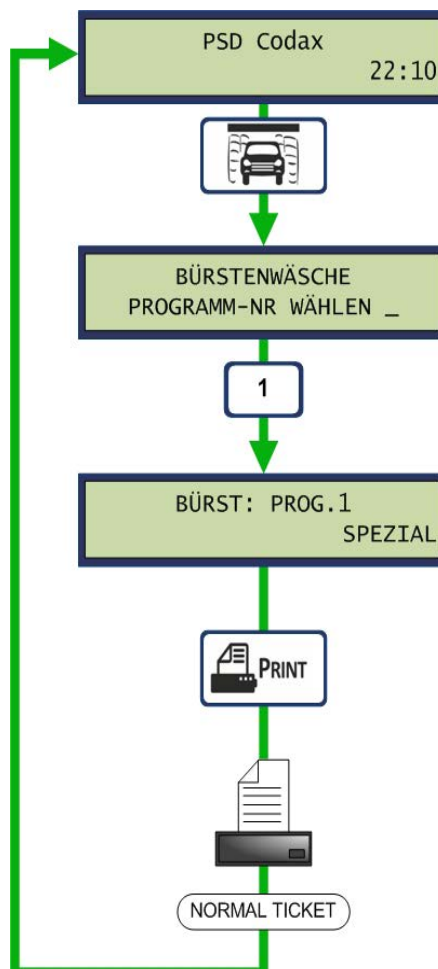 PSD Codax
22:10
BÜRSTENWÄSCHE
PROGRAMM-NR WÄHLEN _
1
BÜRST: PROG.1
SPEZIAL
PRINT
NORMAL TICKET